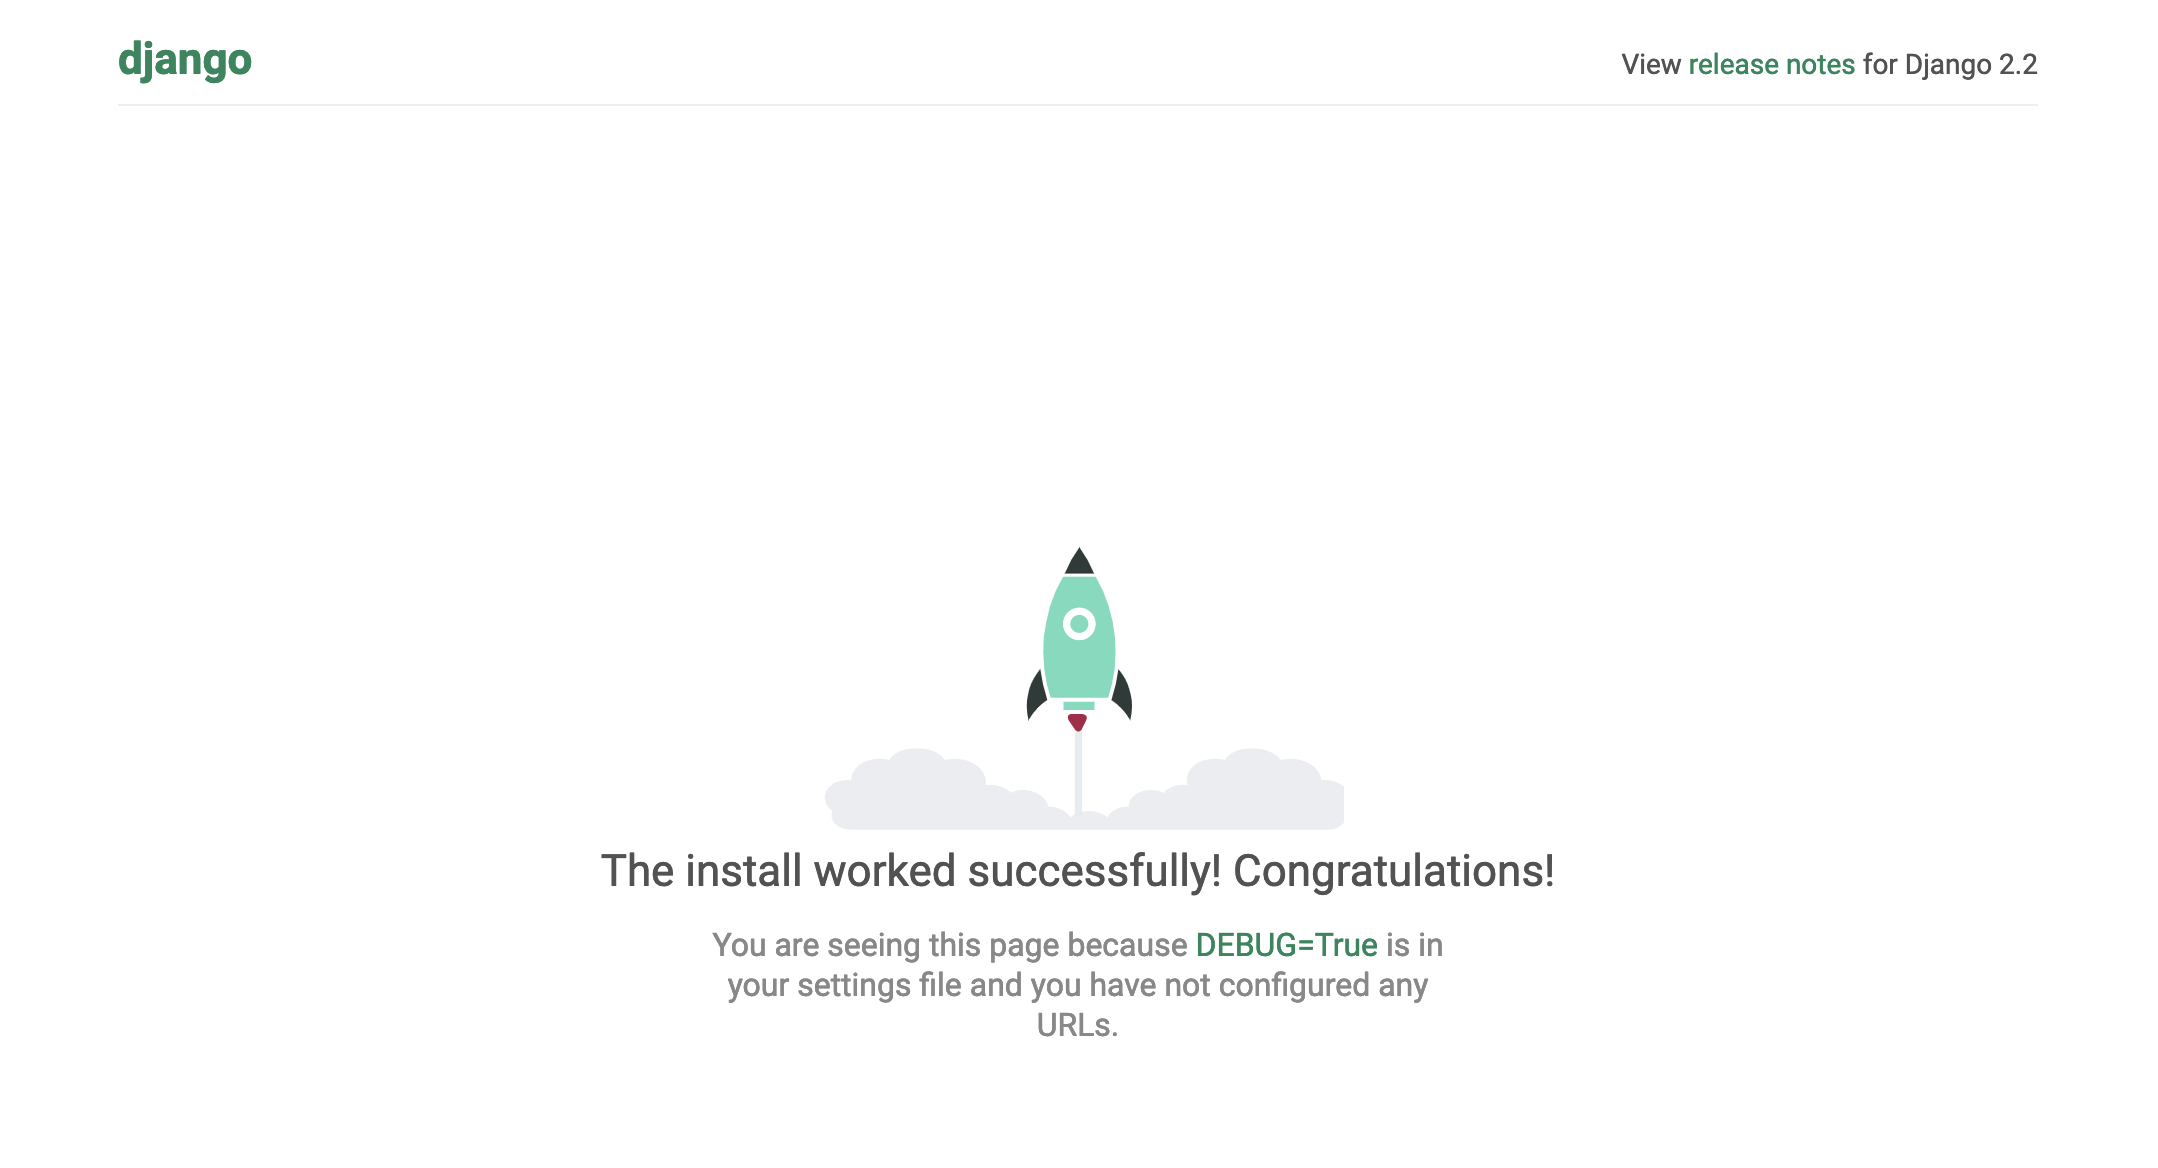 django
View release notes for Django 2.2
The install worked successfully! Congratulations!
You are seeing this page because DEBUG=True is in
your settings file and you have not configured any
URLs.